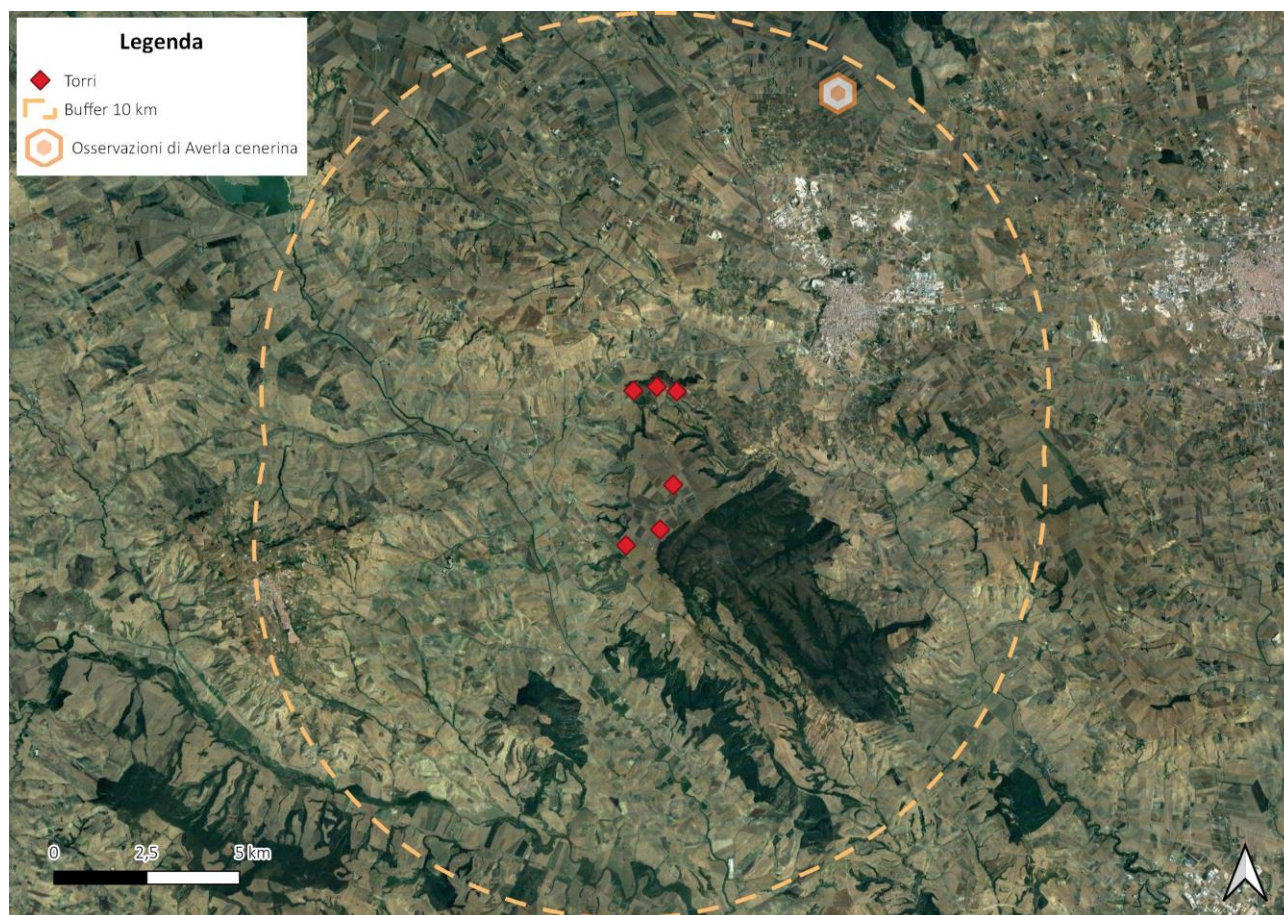 Legenda
Torri
Buffer 10 km
Osservazioni di Averla cenerina
0 2,5 5 km